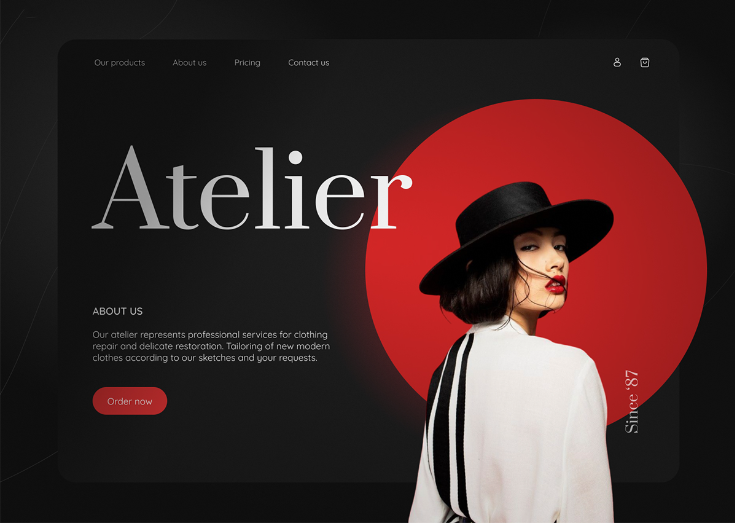 Our products
About us
Pricing
Contact us
Atelier
ABOUT US
Our atelier represents professional services for clothing
repair and delicate restoration. Tailoring of new modern
clothes according to our sketches and your requests.
Order now
Since ‘87